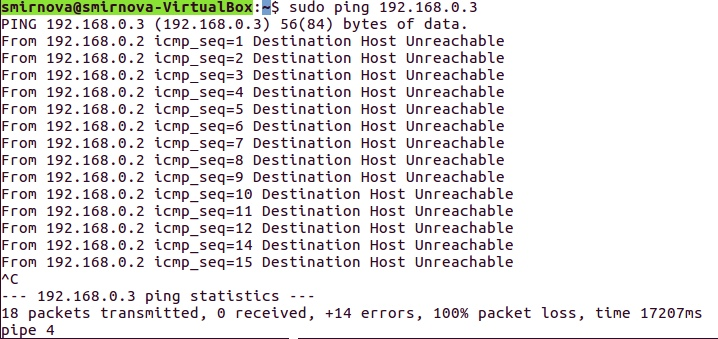 smirnova@smirnova-VirtualBox:~$ sudo ping 192.168.0.3
PING 192.168.0.3 (192.168.0.3) 56(84) bytes of data.
From 192.168.0.2 icmp_seq=1 Destination Host Unreachable
From 192.168.0.2 icmp_seq=2 Destination Host Unreachable
From 192.168.0.2 icmp_seq=3 Destination Host Unreachable
From 192.168.0.2 icmp_seq=4 Destination Host Unreachable
From 192.168.0.2 icmp_seq=5 Destination Host Unreachable
From 192.168.0.2 icmp_seq=6 Destination Host Unreachable
From 192.168.0.2 icmp_seq=7 Destination Host Unreachable
From 192.168.0.2 icmp_seq=8 Destination Host Unreachable
From 192.168.0.2 icmp_seq=9 Destination Host Unreachable
From 192.168.0.2 icmp_seq=10 Destination Host Unreachable
From 192.168.0.2 icmp_seq=11 Destination Host Unreachable
From 192.168.0.2 icmp_seq=12 Destination Host Unreachable
From 192.168.0.2 icmp_seq=14 Destination Host Unreachable
From 192.168.0.2 icmp_seq=15 Destination Host Unreachable
^C
--- 192.168.0.3 ping statistics ---
18 packets transmitted, 0 received, +14 errors, 100% packet loss, time 17207ms
pipe 4